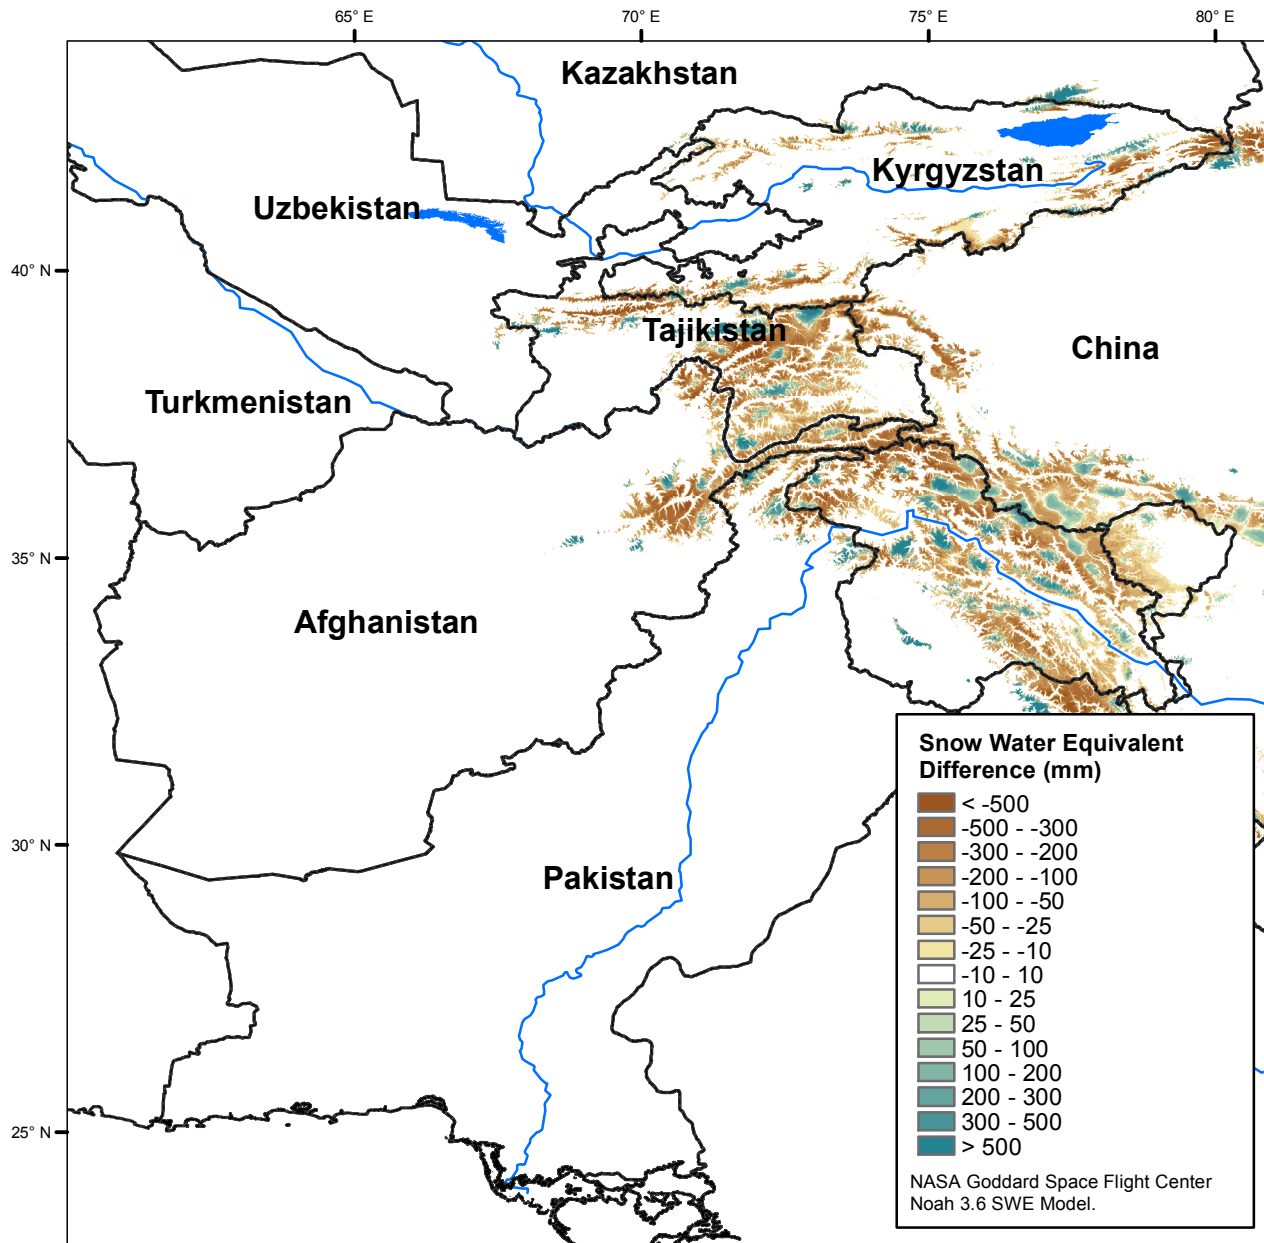 65° E
70° E
75° E
80° E
Kazakhstan
Kyrgyzstan
Uzbekistan
40° N
Tajikistan
China
Turkmenistan
35° N
Afghanistan
30° N
Pakistan
25° N
Snow Water Equivalent
Difference (mm)
< -500
-500 - -300
-300 - -200
-200 - -100
-100 - -50
-50 - -25
-25 - -10
-10 - 10
10 - 25
25 - 50
50 - 100
100 - 200
200 - 300
300 - 500
> 500
NASA Goddard Space Flight Center
Noah 3.6 SWE Model.